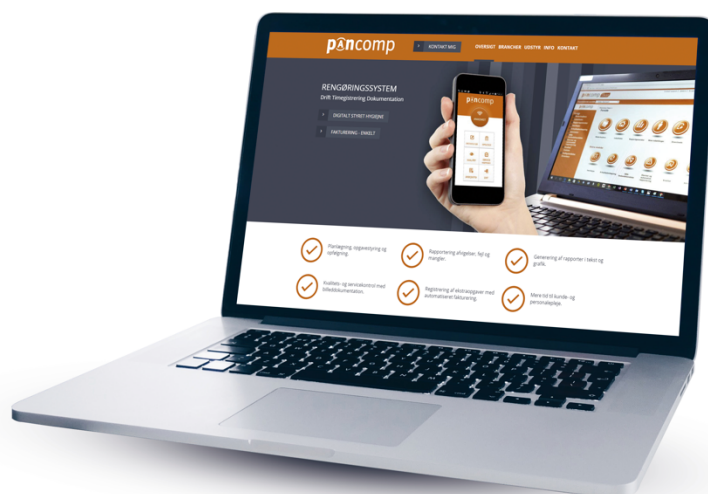 pancomp
KONTAKT MIG
OVERSIGT BRANCHER UDSTYR INFO KONTAKT
RENGØRINGSSYSTEM
Drift Timegistrering Dokumentation
DIGITALT STYRET HYGIEJNE
FAKTURERING - ENKELT
pancomp
Planlægning, opgavestyring og
opfølgning.
Rapportering afvigelser, fejl og
mangler.
Generering af rapporter i tekst og
grafik.
Kvalitets- og servicekontrol med
billeddokumentation.
Registrering af ekstraopgaver med
automatiseret fakturering.
Mere tid til kunde- og
personalepleje.